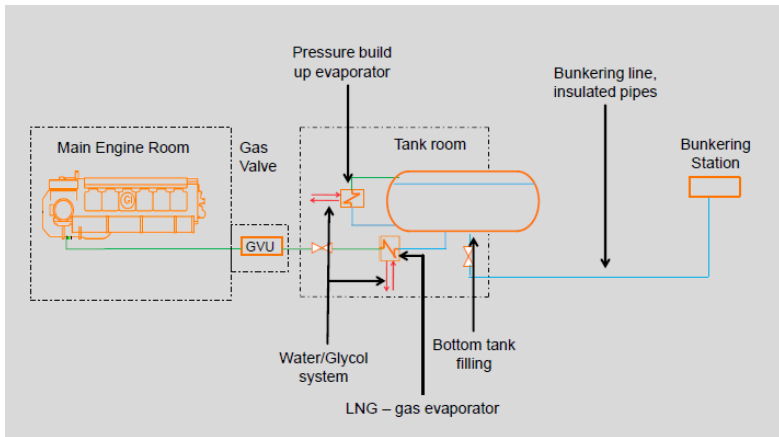 Pressure build
up evaporator
Bunkering line,
insulated pipes
Main Engine Room
Gas
Valve
Tank room
Bunkering
Station
GVU
Water/Glycol
system
Bottom tank
filling
LNG – gas evaporator